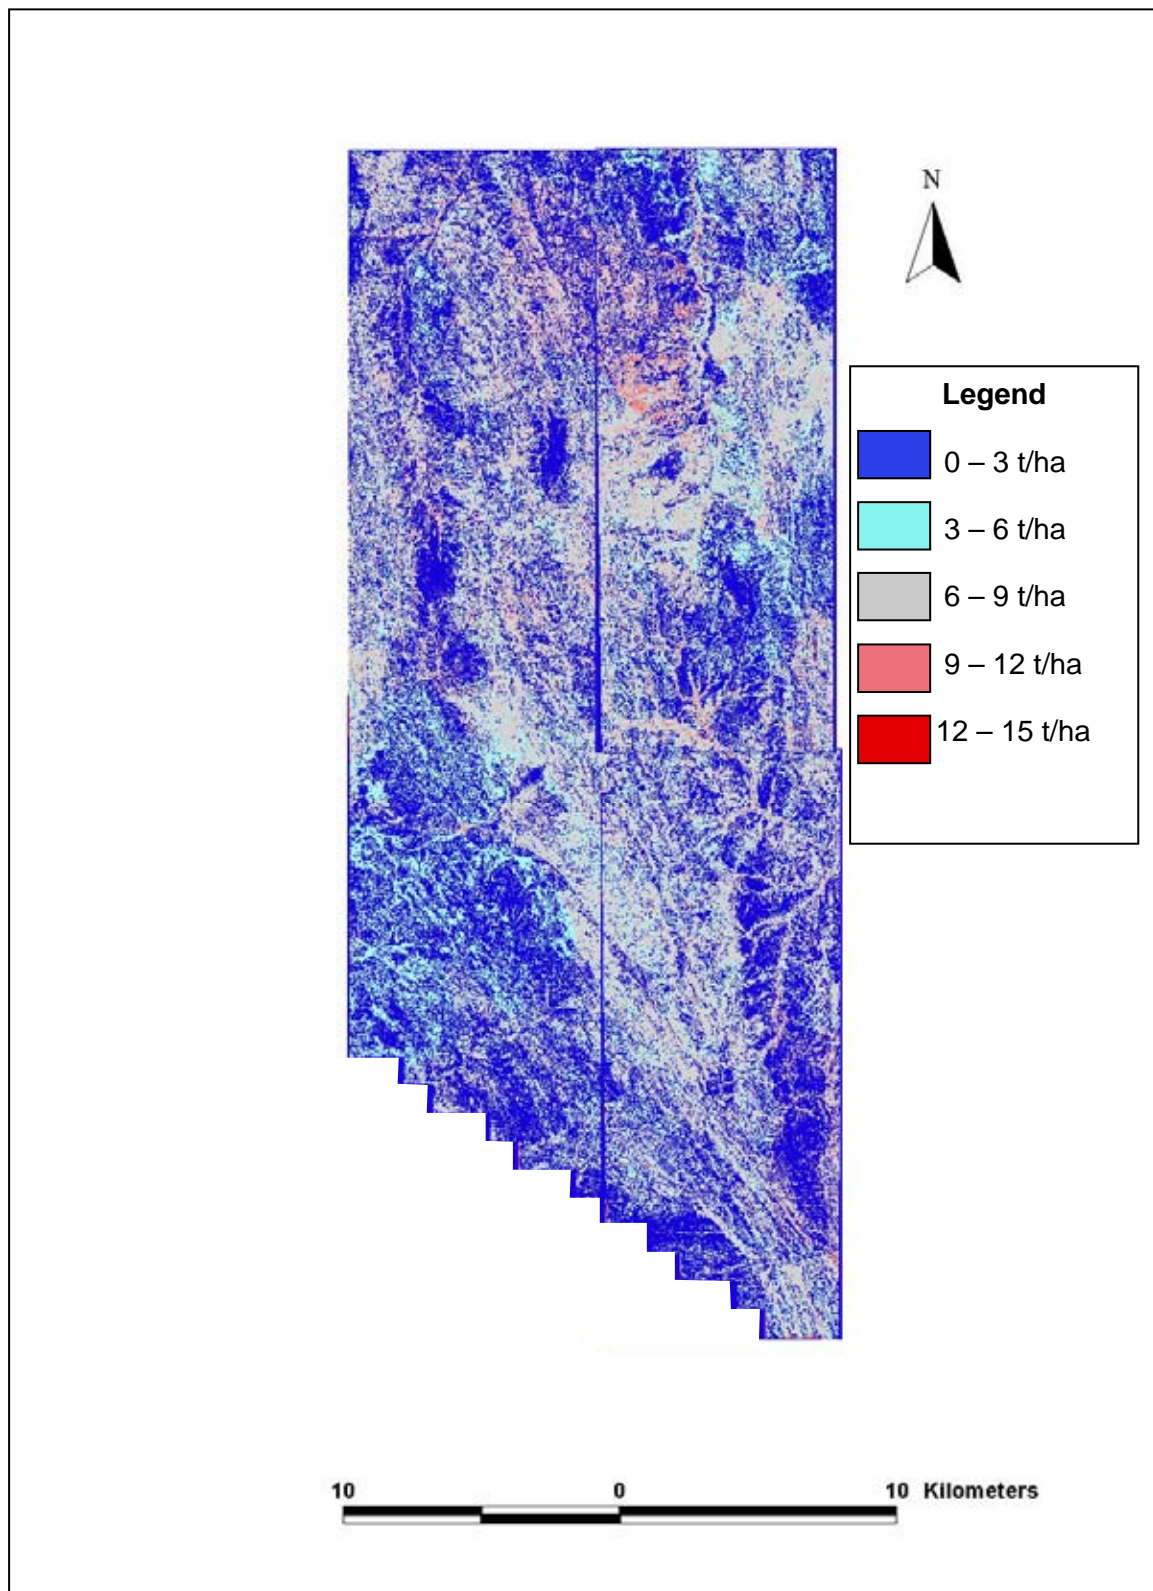 N
Legend
0 – 3 t/ha
3 – 6 t/ha
6 – 9 t/ha
9 – 12 t/ha
12 – 15 t/ha
10 0 10 Kilometers